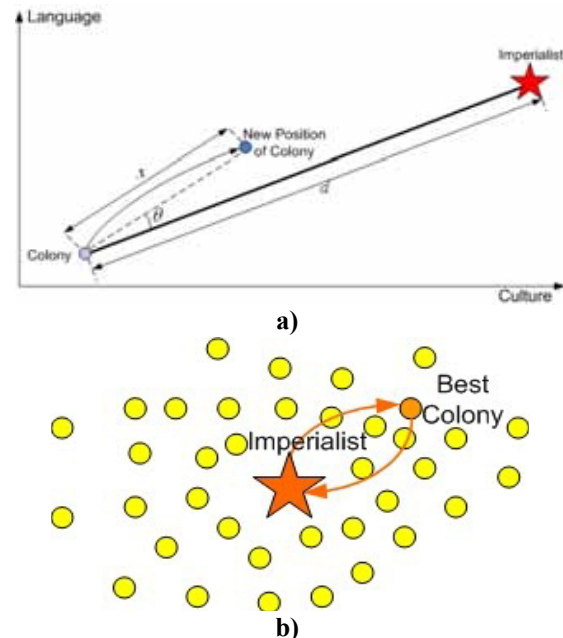 Language
Imperialist
New Position
of Colony
x
d
θ
Colony
Culture
a)
Best
Colony
Imperialist
b)